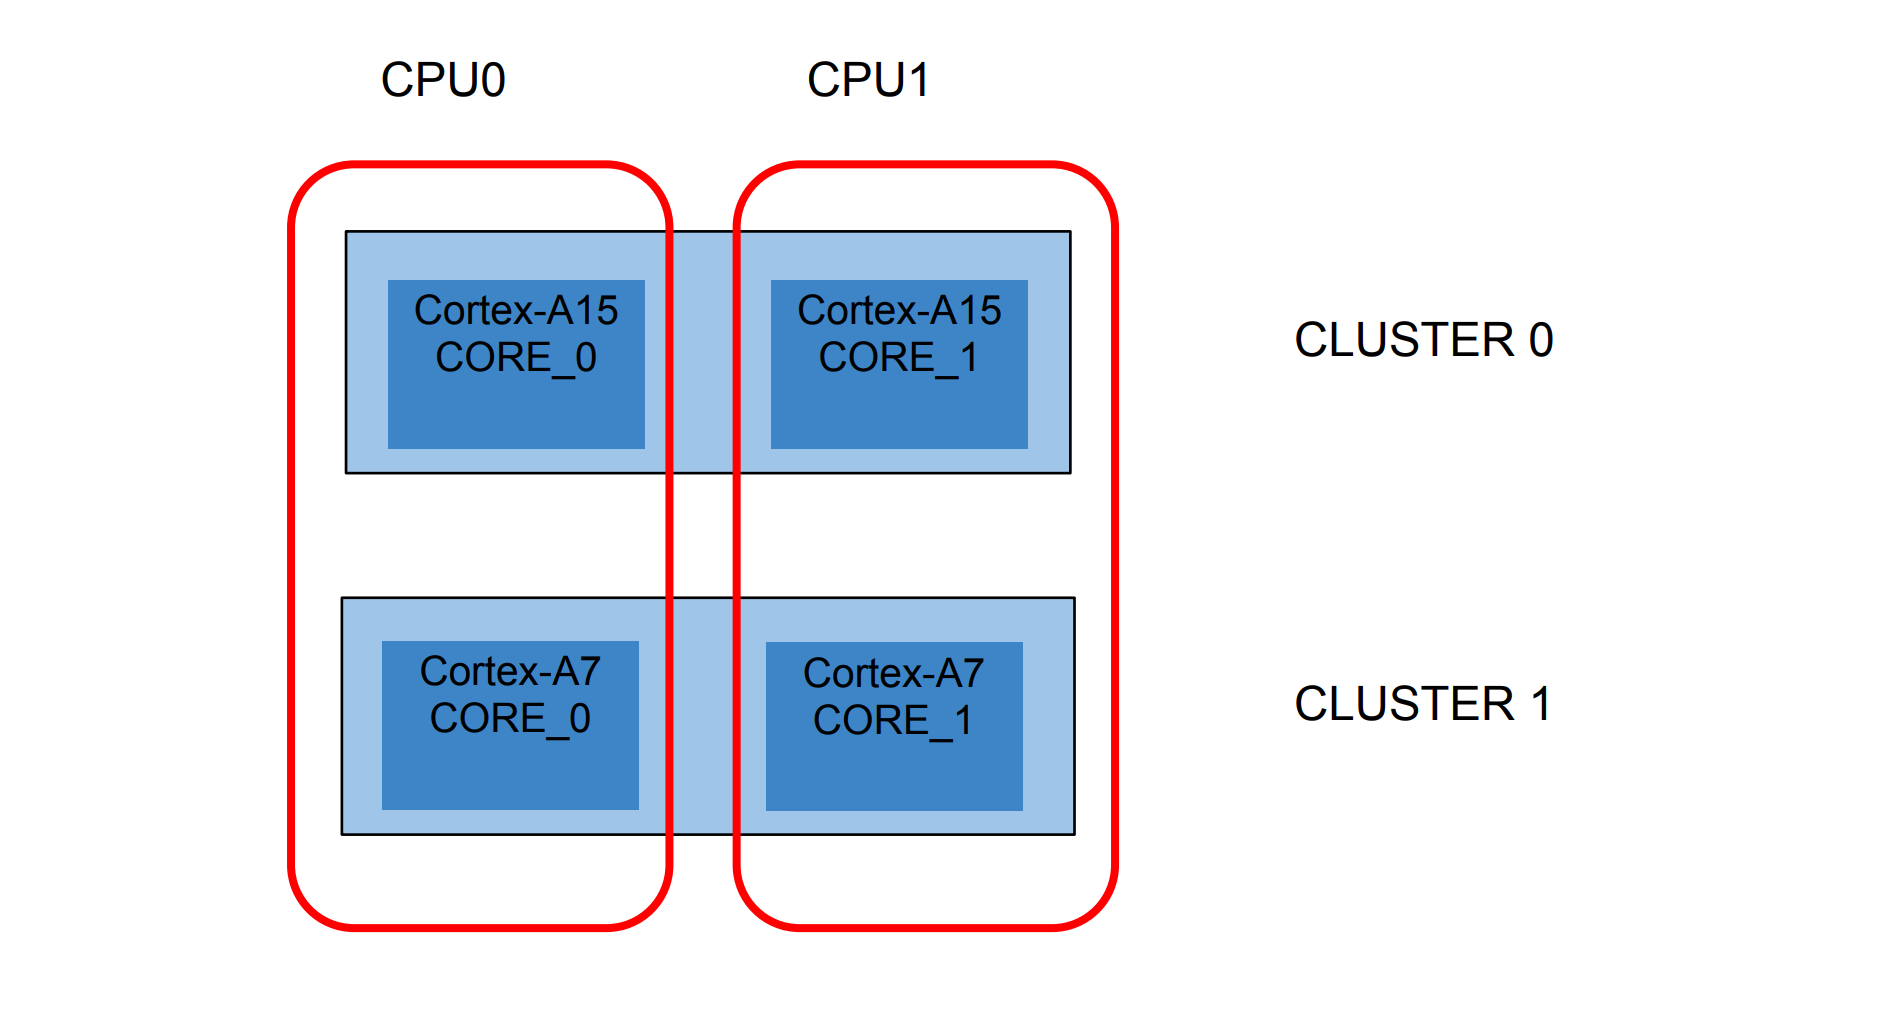 CPU0
CPU1
Cortex-A15
CORE_0
Cortex-A15
CORE_1
CLUSTER 0
Cortex-A7
CORE_0
Cortex-A7
CORE_1
CLUSTER 1